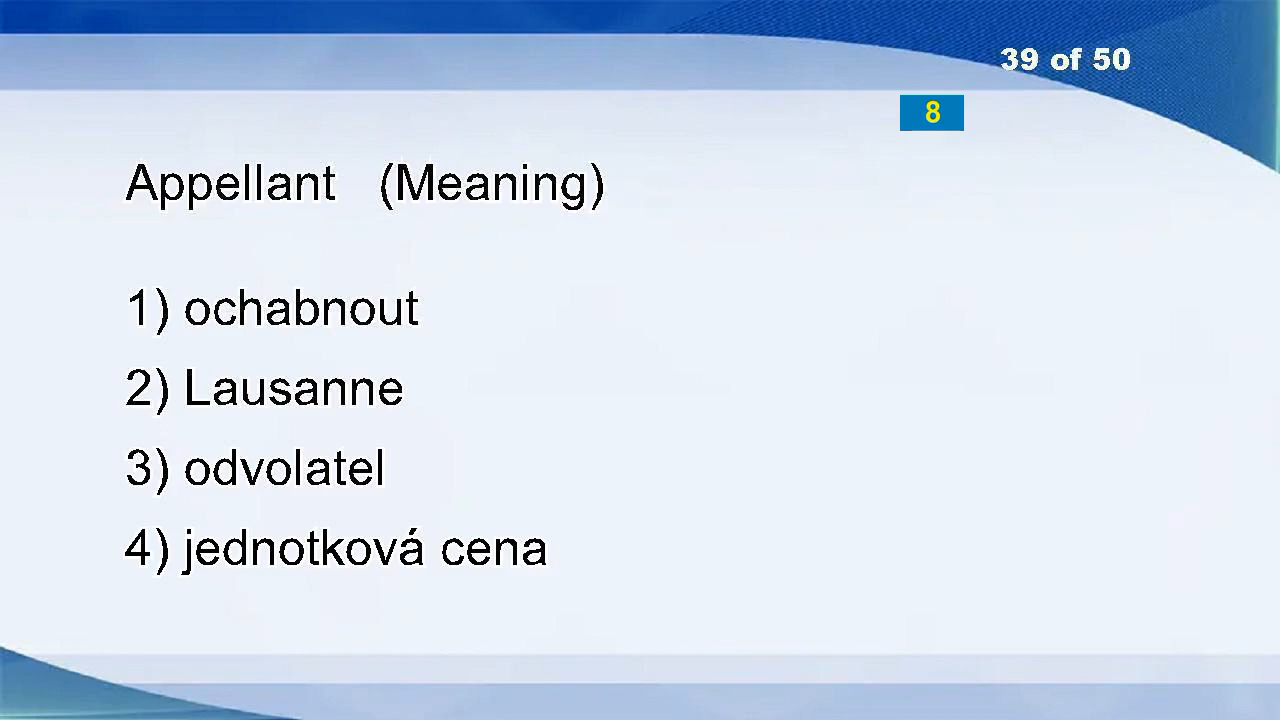 39 of 50
8
Appellant (Meaning)
1) ochabnout
2) Lausanne
3) odvolatel
4) jednotková cena